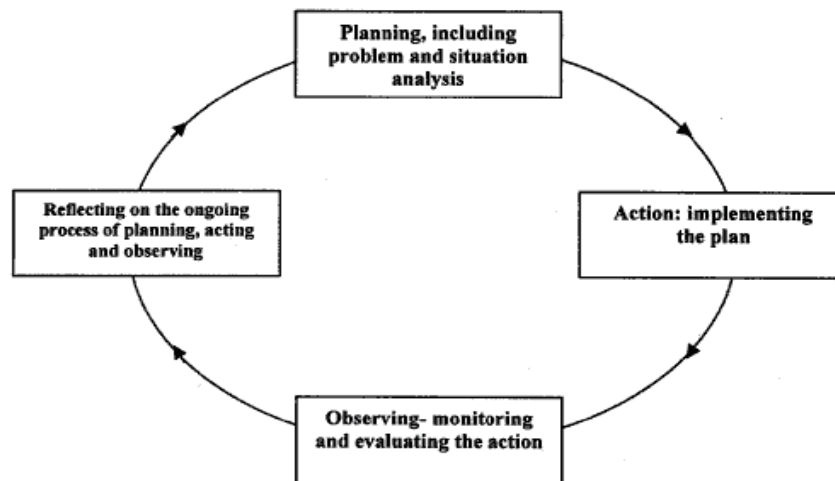 Planning, including
problem and situation
analysis
Reflecting on the ongoing
process of planning, acting
and observing
Action: implementing
the plan
Observing- monitoring
and evaluating the action